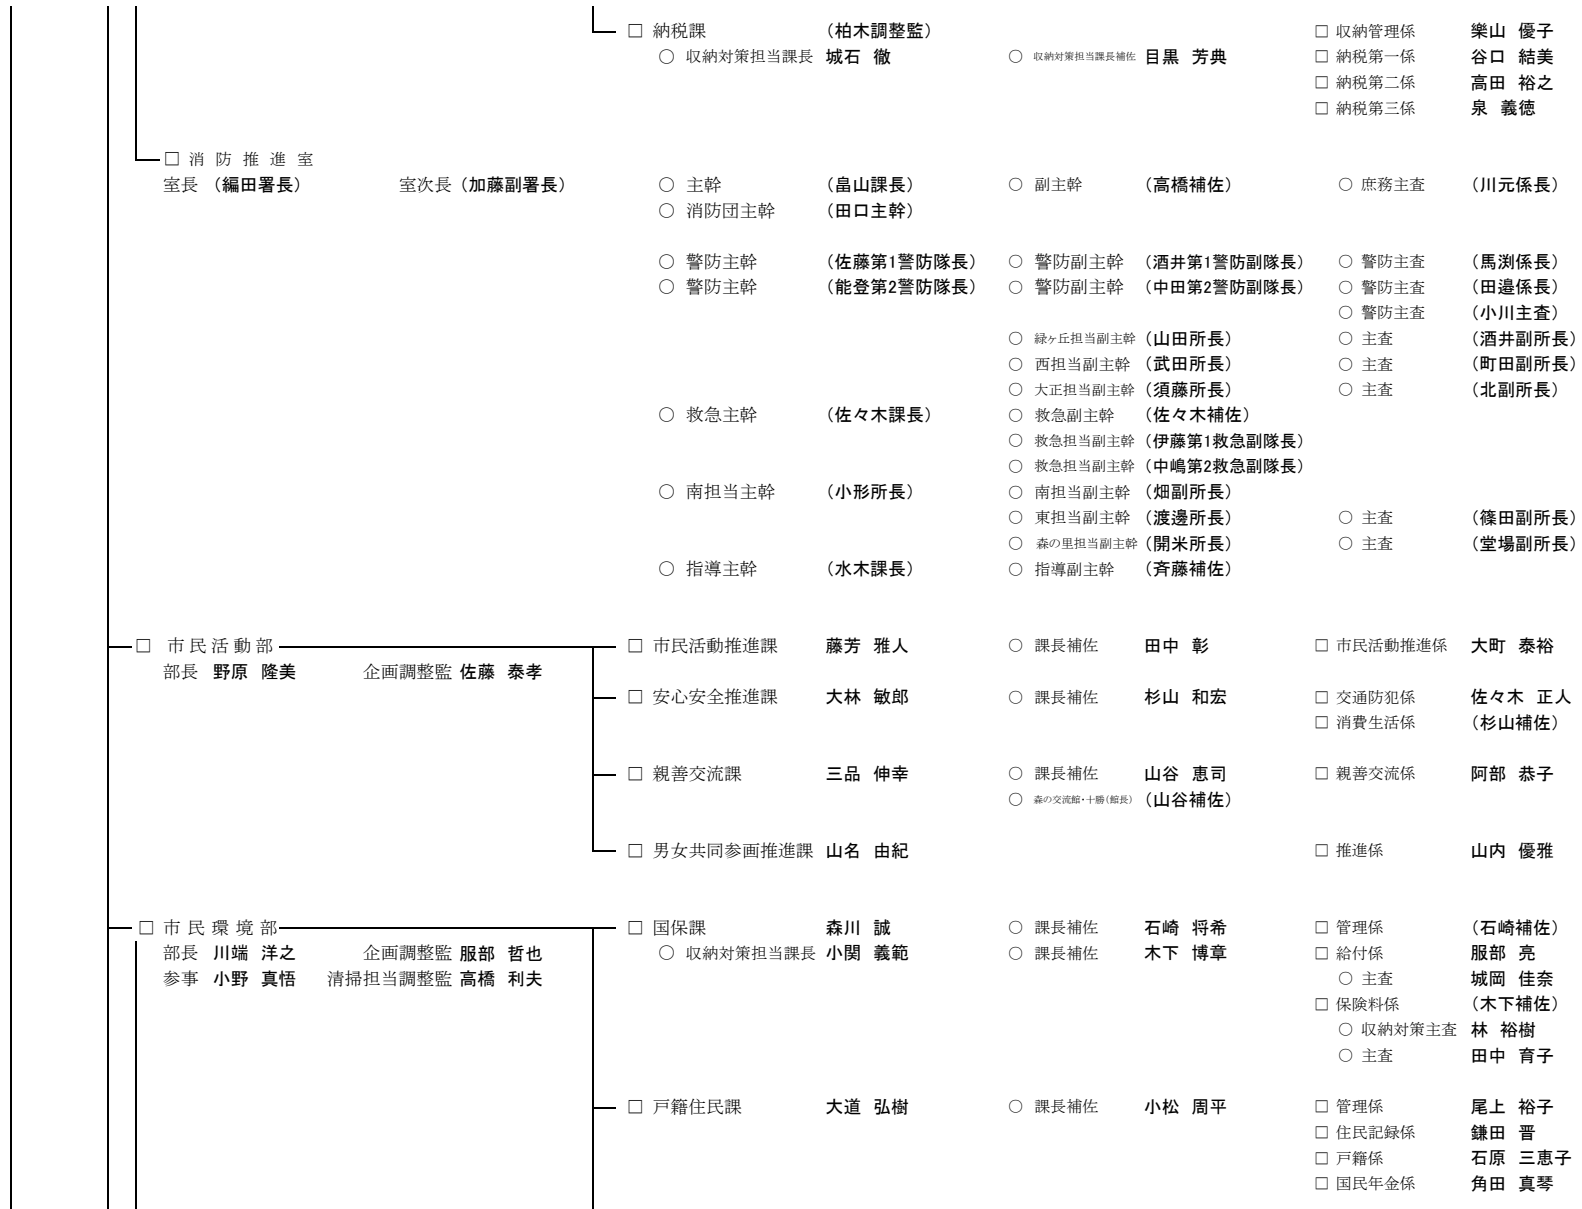 □ 納税課 （柏木調整監） □ 収納管理係 樂山 優子
○ 収納対策担当課長 城石 徹 ○ 収納対策担当課長補佐 目黒 芳典 □ 納税第一係 谷口 結美
□ 納税第二係 高田 裕之
□ 納税第三係 泉 義徳
□ 消 防 推 進 室
室長 （編田署長） 室次長 （加藤副署長） ○ 主幹 （畠山課長） ○ 副主幹 （高橋補佐） ○ 庶務主査 （川元係長）
○ 消防団主幹 （田口主幹）
○ 警防主幹 （佐藤第1警防隊長） ○ 警防副主幹 （酒井第1警防副隊長） ○ 警防主査 （馬渕係長）
○ 警防主幹 （能登第2警防隊長） ○ 警防副主幹 （中田第2警防副隊長） ○ 警防主査 （田邉係長）
○ 警防主査 （小川主査）
○ 緑ヶ丘担当副主幹 （山田所長） ○ 主査 （酒井副所長）
○ 西担当副主幹 （武田所長） ○ 主査 （町田副所長）
○ 大正担当副主幹 （須藤所長） ○ 主査 （北副所長）
○ 救急主幹 （佐々木課長） ○ 救急副主幹 （佐々木補佐）
○ 救急担当副主幹 （伊藤第1救急副隊長）
○ 救急担当副主幹 （中嶋第2救急副隊長）
○ 南担当主幹 （小形所長） ○ 南担当副主幹 （畑副所長）
○ 東担当副主幹 （渡邊所長） ○ 主査 （篠田副所長）
○ 森の里担当副主幹 （開米所長） ○ 主査 （堂場副所長）
○ 指導主幹 （水木課長） ○ 指導副主幹 （斉藤補佐）
□ 市 民 活 動 部 □ 市民活動推進課 藤芳 雅人 ○ 課長補佐 田中 彰 □ 市民活動推進係 大町 泰裕
部長 野原 隆美 企画調整監 佐藤 泰孝
□ 安心安全推進課 大林 敏郎 ○ 課長補佐 杉山 和宏 □ 交通防犯係 佐々木 正人
□ 消費生活係 （杉山補佐）
□ 親善交流課 三品 伸幸 ○ 課長補佐 山谷 恵司 □ 親善交流係 阿部 恭子
○ 森の交流館・十勝（館長） （山谷補佐）
□ 男女共同参画推進課 山名 由紀 □ 推進係 山内 優雅
□ 市 民 環 境 部 □ 国保課 森川 誠 ○ 課長補佐 石崎 将希 □ 管理係 （石崎補佐）
部長 川端 洋之 企画調整監 服部 哲也 ○ 収納対策担当課長 小関 義範 ○ 課長補佐 木下 博章 □ 給付係 服部 亮
参事 小野 真悟 清掃担当調整監 高橋 利夫 ○ 主査 城岡 佳奈
□ 保険料係 （木下補佐）
○ 収納対策主査 林 裕樹
○ 主査 田中 育子
□ 戸籍住民課 大道 弘樹 ○ 課長補佐 小松 周平 □ 管理係 尾上 裕子
□ 住民記録係 鎌田 晋
□ 戸籍係 石原 三恵子
□ 国民年金係 角田 真琴